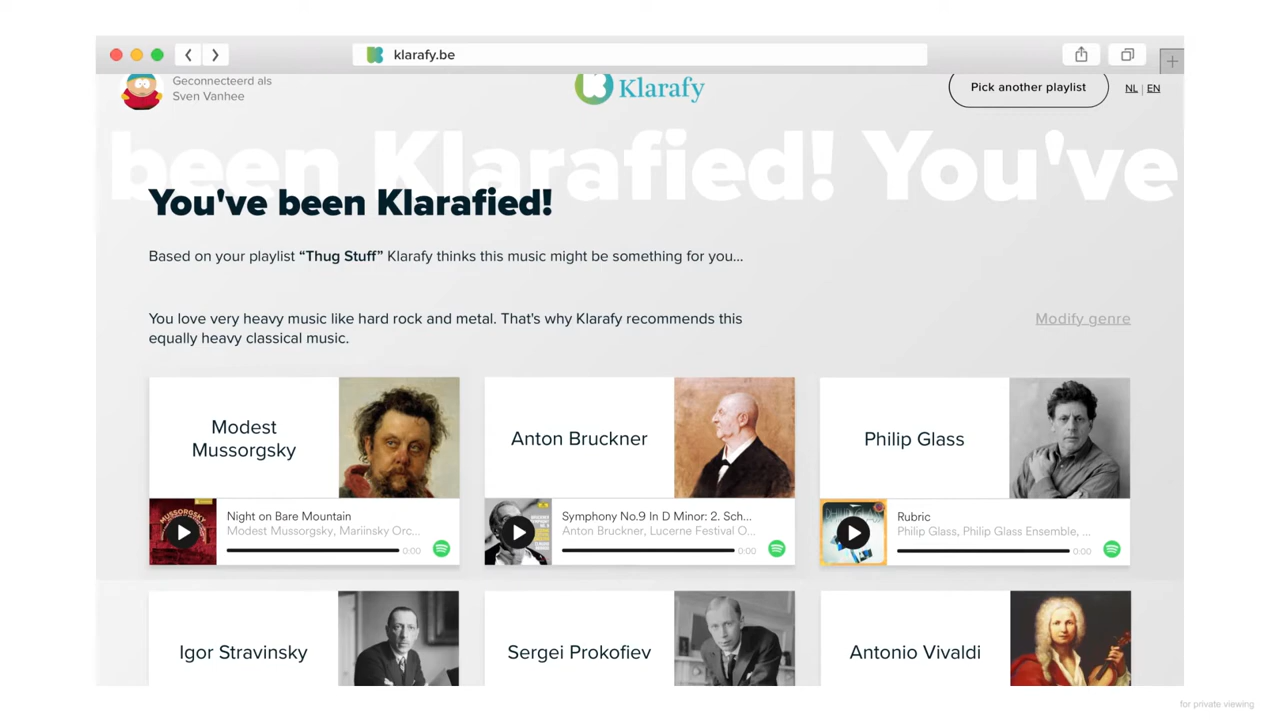 klarafy.be
Geconnecteerd als
Sven Vanhee
Klarafy
Pick another playlist
NL | EN
been Klarafied! You've
You've been Klarafied!
Based on your playlist “Thug Stuff” Klarafy thinks this music might be something for you...
You love very heavy music like hard rock and metal. That's why Klarafy recommends this
equally heavy classical music.
Modify genre
Modest
Mussorgsky
MUSSORGSKY
Night on Bare Mountain
Modest Mussorgsky, Mariinsky Orc...
0:00
Anton Bruckner
Symphony No.9 In D Minor: 2. Sch...
Anton Bruckner, Lucerne Festival O...
0:00
Philip Glass
Rubric
Philip Glass, Philip Glass Ensemble, ...
0:00
Igor Stravinsky
Sergei Prokofiev
Antonio Vivaldi
for private viewing